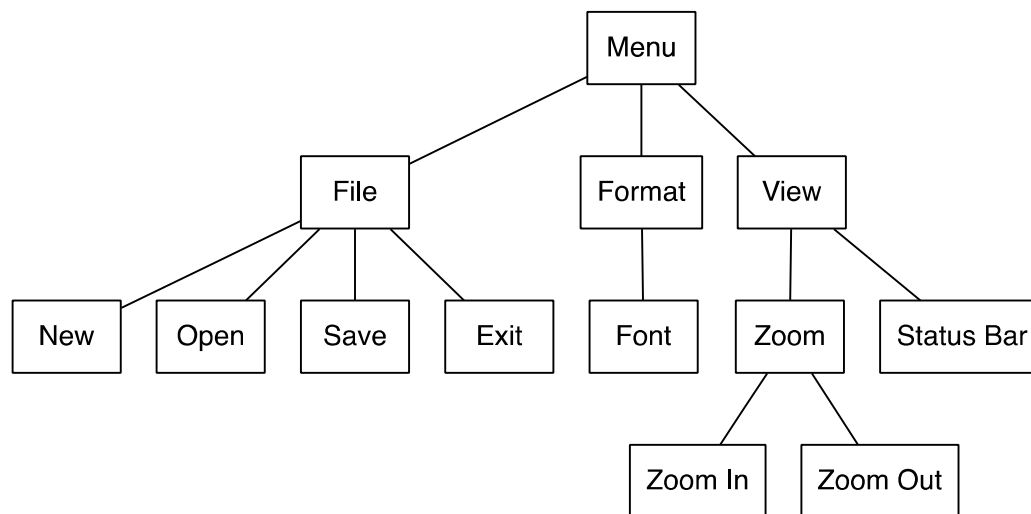 Menu
File
Format
View
New
Open
Save
Exit
Font
Zoom
Status Bar
Zoom In
Zoom Out